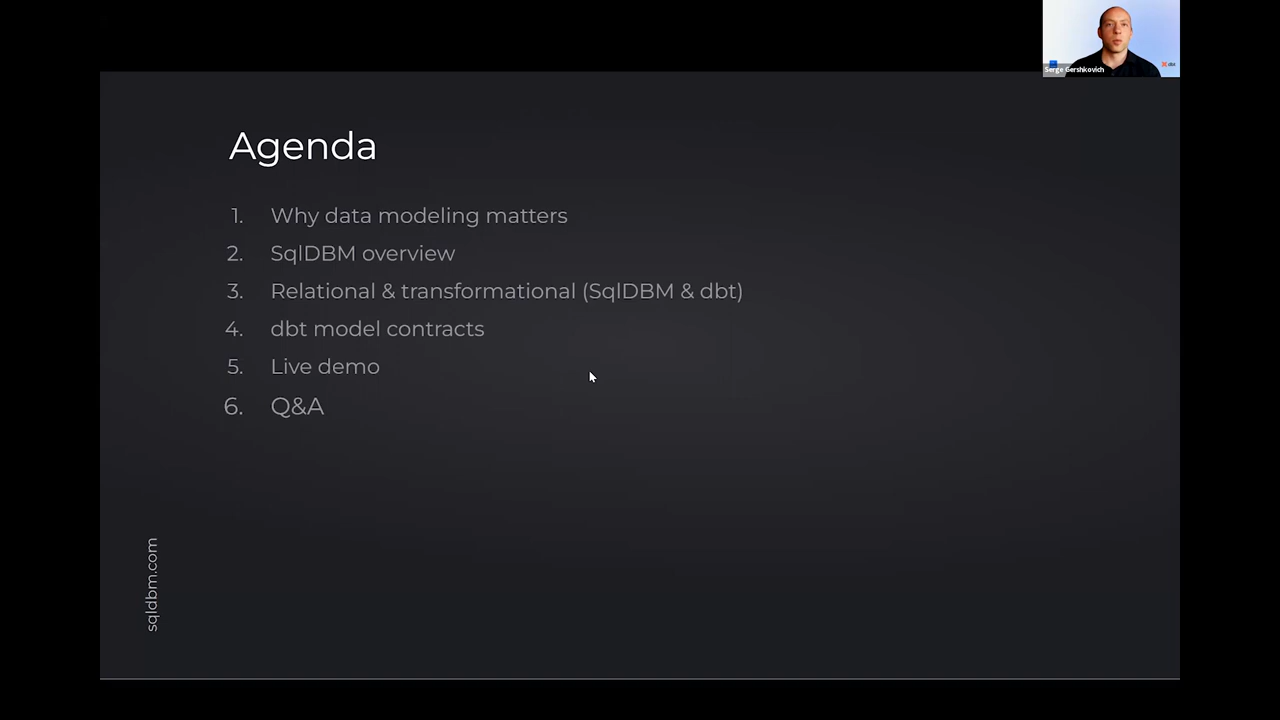 Serge Gershkovich
dbt
Agenda
1. Why data modeling matters
2. SqlDBM overview
3. Relational & transformational (SqlDBM & dbt)
4. dbt model contracts
5. Live demo
6. Q&A
sqldbm.com